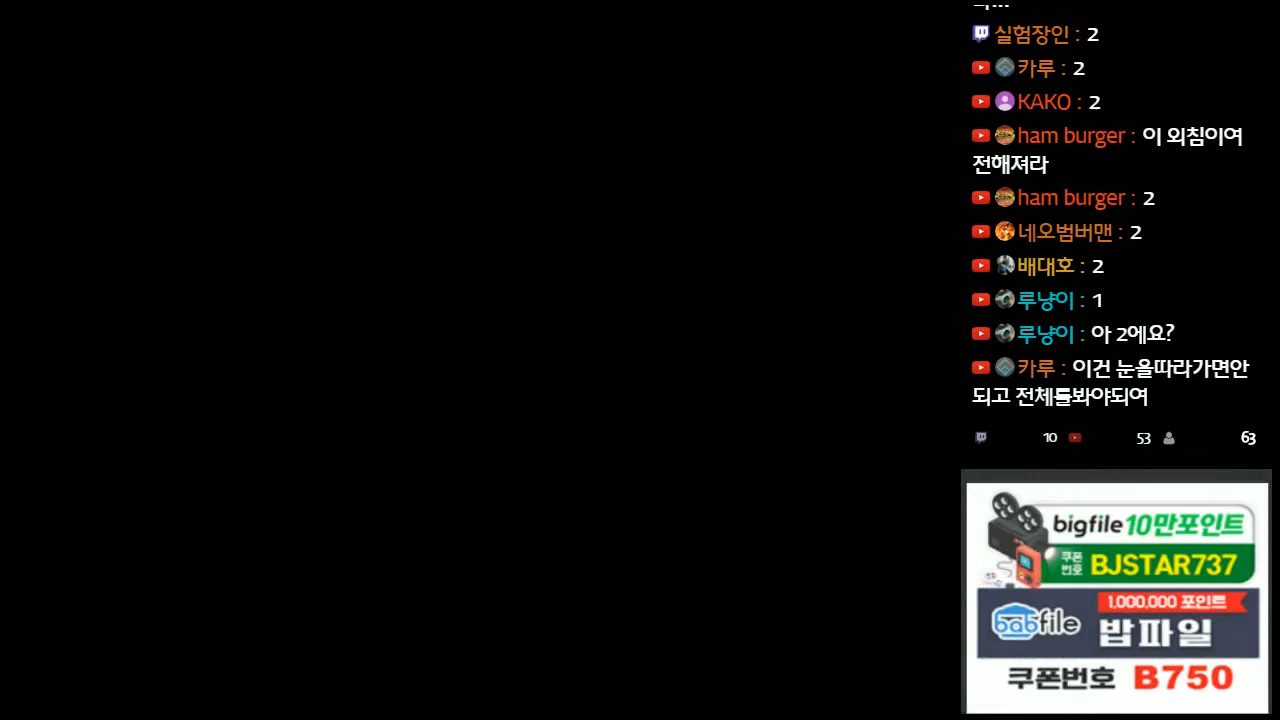 실험장인 : 2
카루 : 2
KAKO : 2
ham burger : 이 외침이여
전해져라
ham burger : 2
네오범버맨 : 2
배대호 : 2
루냥이 : 1
루냥이 : 아 2에요?
카루 : 이건 눈을따라가면안
되고 전체를봐야되여
10 53 63
bigfile 10만포인트
쿠폰
번호 BJSTAR737
1,000,000 포인트
babfile 밥파일
쿠폰번호 B750